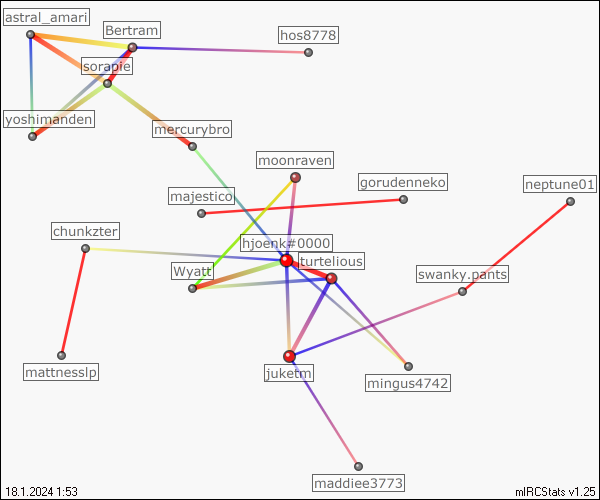 astral_amari
Bertram
hos8778
sorapie
yoshimanden
mercurybro
moonraven
gorudenneko
neptune01
majestico
chunkzter
hjoenk#0000
turtelious
Wyatt
swanky.pants
mattnesslp
juketm
mingus4742
maddiee3773
18.1.2024 1:53
mIRCStats v1.25